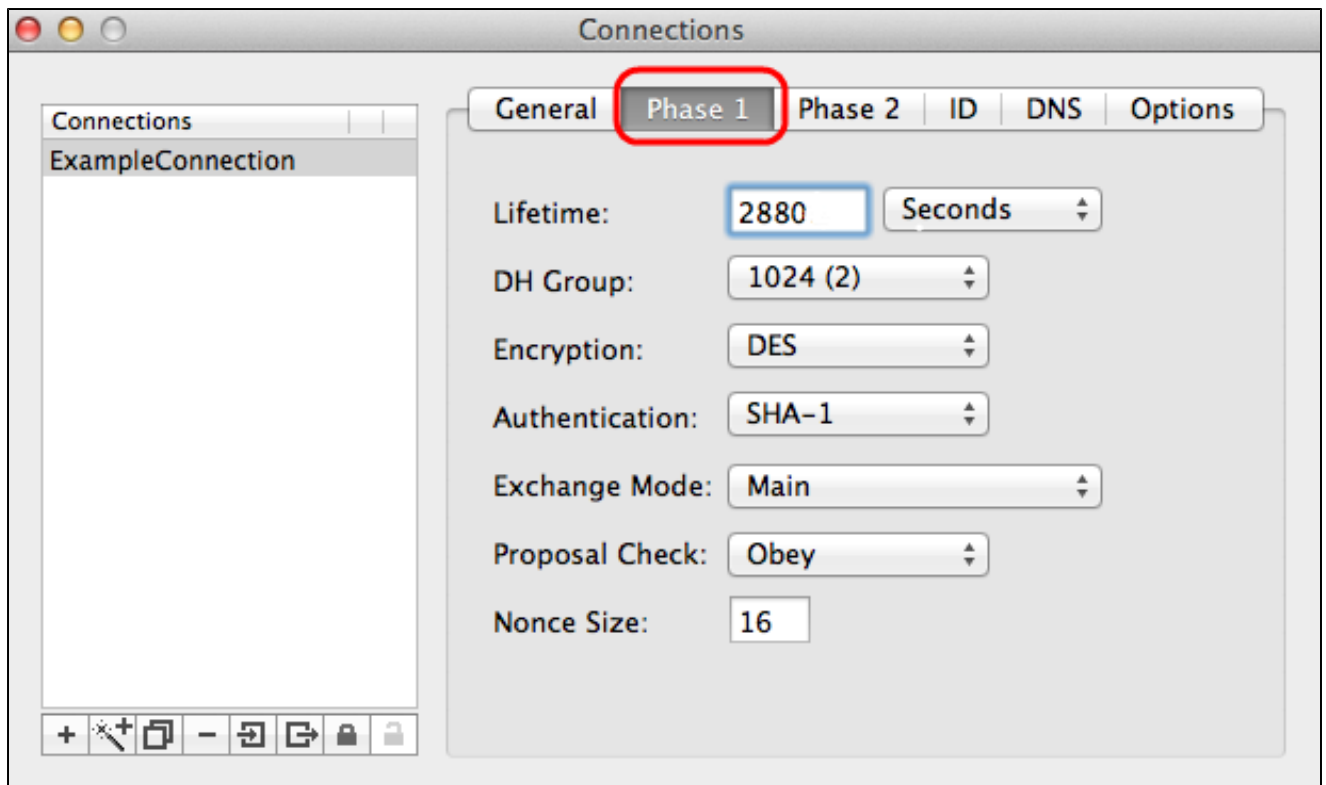 Connections
Connections
ExampleConnection
General Phase 1 Phase 2 ID DNS Options
Lifetime: 2880 Seconds
DH Group: 1024 (2)
Encryption: DES
Authentication: SHA-1
Exchange Mode: Main
Proposal Check: Obey
Nonce Size: 16